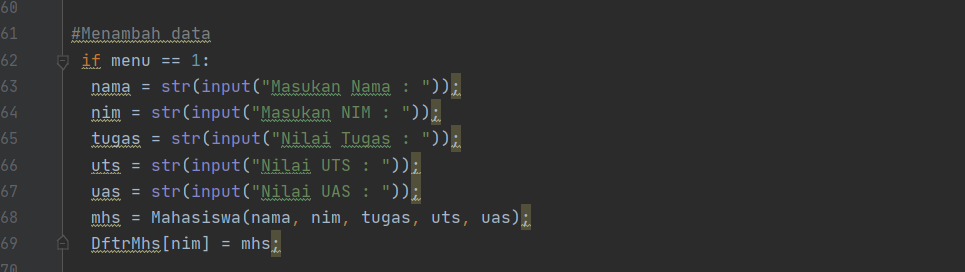 60
61 #Menambah data
62 if menu == 1:
63 nama = str(input("Masukan Nama : "));
64 nim = str(input("Masukan NIM : "));
65 tugas = str(input("Nilai Tugas : "));
66 uts = str(input("Nilai UTS : "));
67 uas = str(input("Nilai UAS : "));
68 mhs = Mahasiswa(nama, nim, tugas, uts, uas);
69 DftrMhs[nim] = mhs;
70